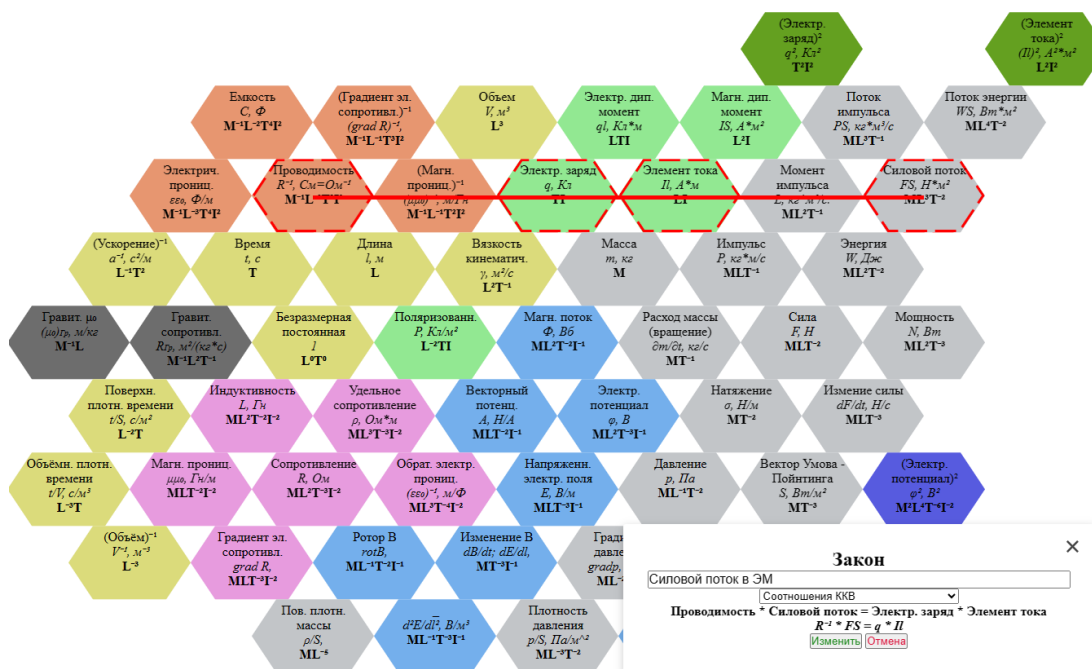 (Электр.
заряд)²
q², Кл²
T²I²
(Элемент
тока)²
(Il)², А²*м²
L²I²
Емкость
C, Ф
M⁻¹L⁻²T⁴I²
(Градиент эл.
сопротивл.)⁻¹
(grad R)⁻¹,
M⁻¹L⁻¹T³I²
Объем
V, м³
L³
Электр. дип.
момент
ql, Кл*м
LTI
Магн. дип.
момент
IS, А*м²
L²I
Поток
импульса
PS, кг*м³/с
ML³T⁻¹
Поток энергии
WS, Вт*м²
ML⁴T⁻²
Электрич.
прониц.
εε₀, Ф/м
M⁻¹L⁻³T⁴I²
Проводимость
R⁻¹, См=Ом⁻¹
(Магн.
прониц.)⁻¹
M⁻¹L⁻¹T²I²
Электр. заряд
q, Кл
TI
Элемент тока
Il, А*м
LI
Момент
импульса
L, кг*м²/с.
ML²T⁻¹
Силовой поток
FS, Н*м²
ML³T⁻²
(Ускорение)⁻¹
a⁻¹, с²/м
L⁻¹T²
Время
t, с
T
Длина
l, м
L
Вязкость
кинематич.
γ, м²/с
L²T⁻¹
Масса
m, кг
M
Импульс
P, кг*м/с
MLT⁻¹
Энергия
W, Дж
ML²T⁻²
Гравит. μ₀
(μ₀)гр, м/кг
M⁻¹L
Гравит.
сопротивл.
Rгр, м²/(кг*с)
M⁻¹L²T⁻¹
Безразмерная
постоянная
1
L⁰T⁰
Поляризованн.
P, Кл/м²
L⁻²TI
Магн. поток
Ф, Вб
ML²T⁻²I⁻¹
Расход массы
(вращение)
∂m/∂t, кг/с
MT⁻¹
Сила
F, Н
MLT⁻²
Мощность
N, Вт
ML²T⁻³
Поверхн.
плотн. времени
t/S, с/м²
L⁻²T
Индуктивность
L, Гн
ML²T⁻²I⁻²
Удельное
сопротивление
ρ, Ом*м
ML³T⁻³I⁻²
Векторный
потенц.
A, Н/А
MLT⁻²I⁻¹
Электр.
потенциал
φ, В
ML²T⁻³I⁻¹
Натяжение
σ, Н/м
MT⁻²
Измение силы
dF/dt, Н/с
MLT⁻³
Объёмн. плотн.
времени
t/V, с/м³
L⁻³T
Магн. прониц.
μμ₀, Гн/м
MLT⁻²I⁻²
Сопротивление
R, Ом
ML²T⁻³I⁻²
Обрат. электр.
прониц.
(εε₀)⁻¹, м/Ф
ML³T⁻⁴I⁻²
Напряженн.
электр. поля
E, В/м
MLT⁻³I⁻¹
Давление
p, Па
ML⁻¹T⁻²
Вектор Умова -
Пойнтинга
S, Вт/м²
MT⁻³
(Электр.
потенциал)²
φ², В²
M²L⁴T⁻⁶I⁻²
(Объём)⁻¹
V⁻¹, м⁻³
L⁻³
Градиент эл.
сопротивл.
grad R,
MLT⁻³I⁻²
Ротор B
rotB,
ML⁻¹T⁻²I⁻¹
Изменение B
dB/dt; dE/dl,
MT⁻³I⁻¹
Гради
давле
gradp,
Пов. плотн.
массы
ρ/S,
ML⁻⁵
d²E/dl², В/м³
ML⁻¹T⁻³I⁻¹
Плотность
давления
p/S, Па/м^²
ML⁻³T⁻²
×
Закон
Силовой поток в ЭМ
Соотношения ККВ
Проводимость * Силовой поток = Электр. заряд * Элемент тока
R⁻¹ * FS = q * Il
Изменить Отмена